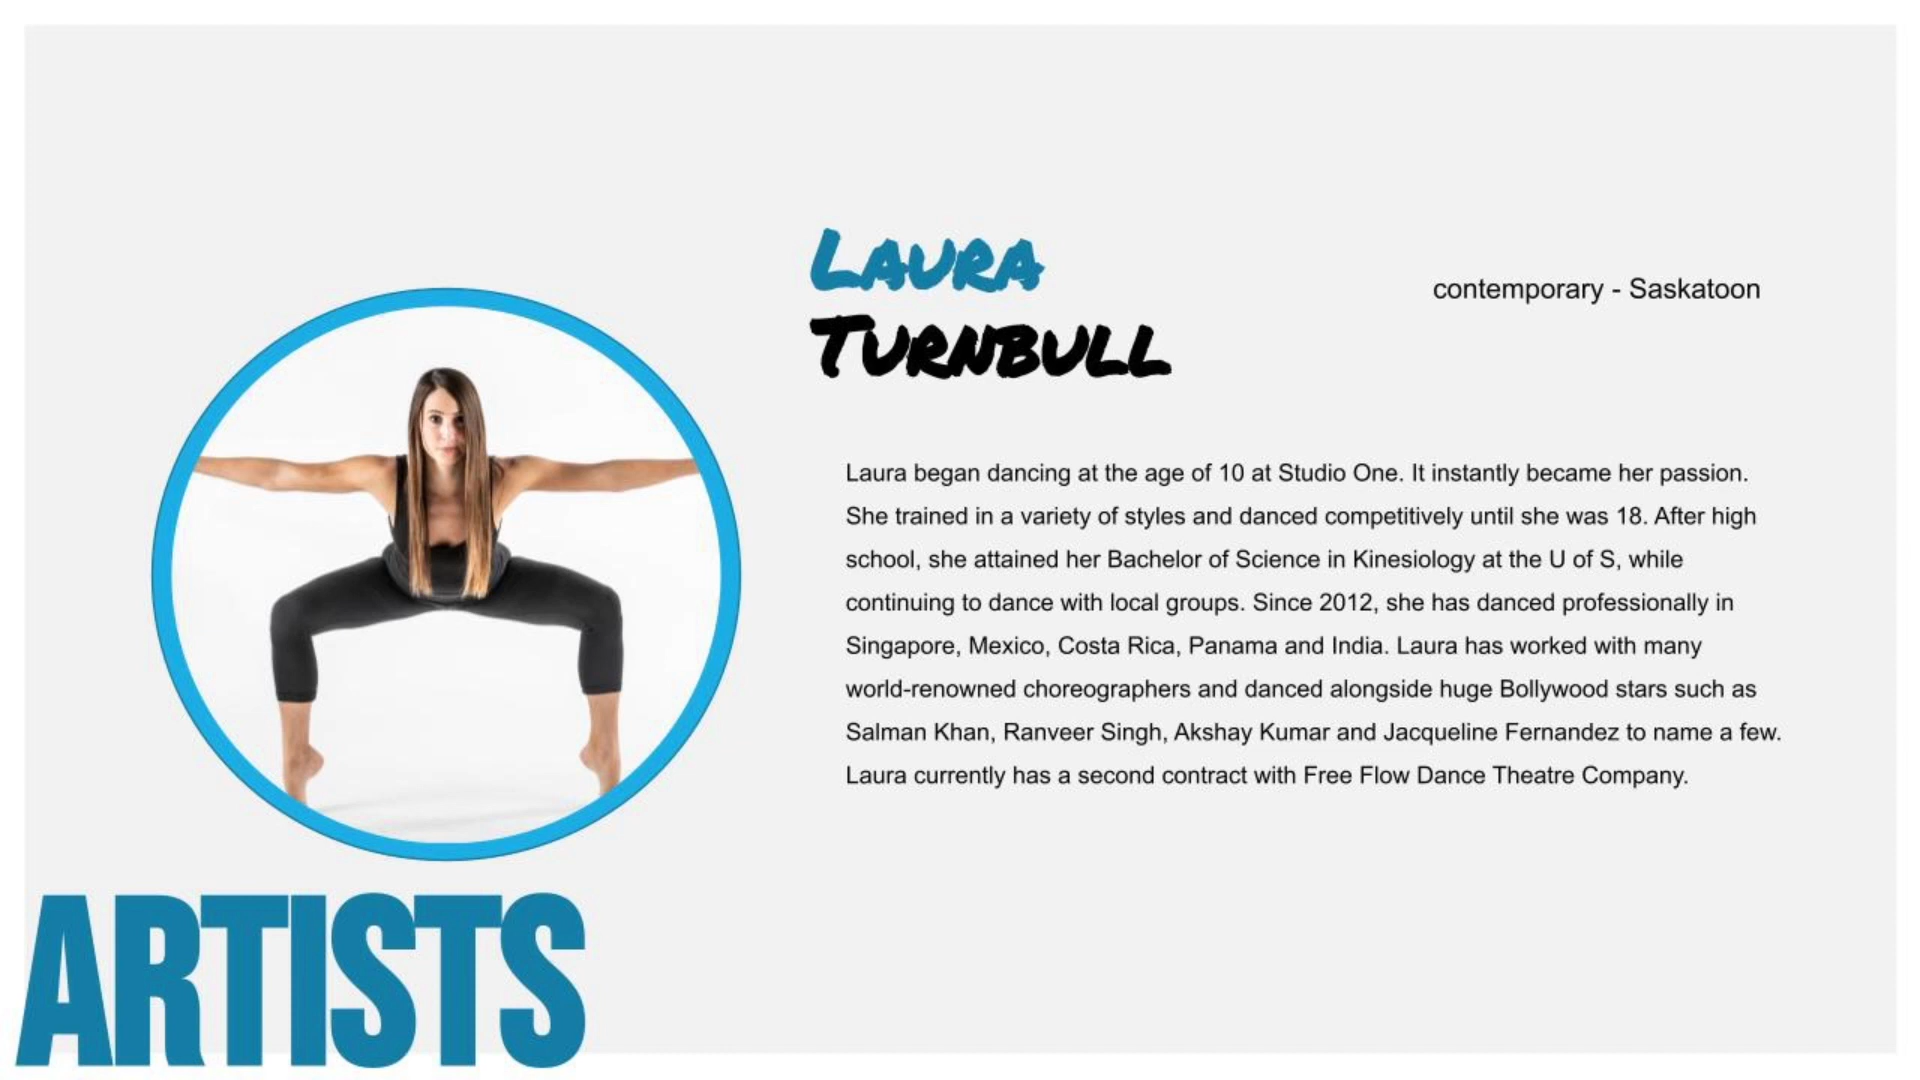 LAURA
TURNBULL
contemporary - Saskatoon
Laura began dancing at the age of 10 at Studio One. It instantly became her passion.
She trained in a variety of styles and danced competitively until she was 18. After high
school, she attained her Bachelor of Science in Kinesiology at the U of S, while
continuing to dance with local groups. Since 2012, she has danced professionally in
Singapore, Mexico, Costa Rica, Panama and India. Laura has worked with many
world-renowned choreographers and danced alongside huge Bollywood stars such as
Salman Khan, Ranveer Singh, Akshay Kumar and Jacqueline Fernandez to name a few.
Laura currently has a second contract with Free Flow Dance Theatre Company.
ARTISTS